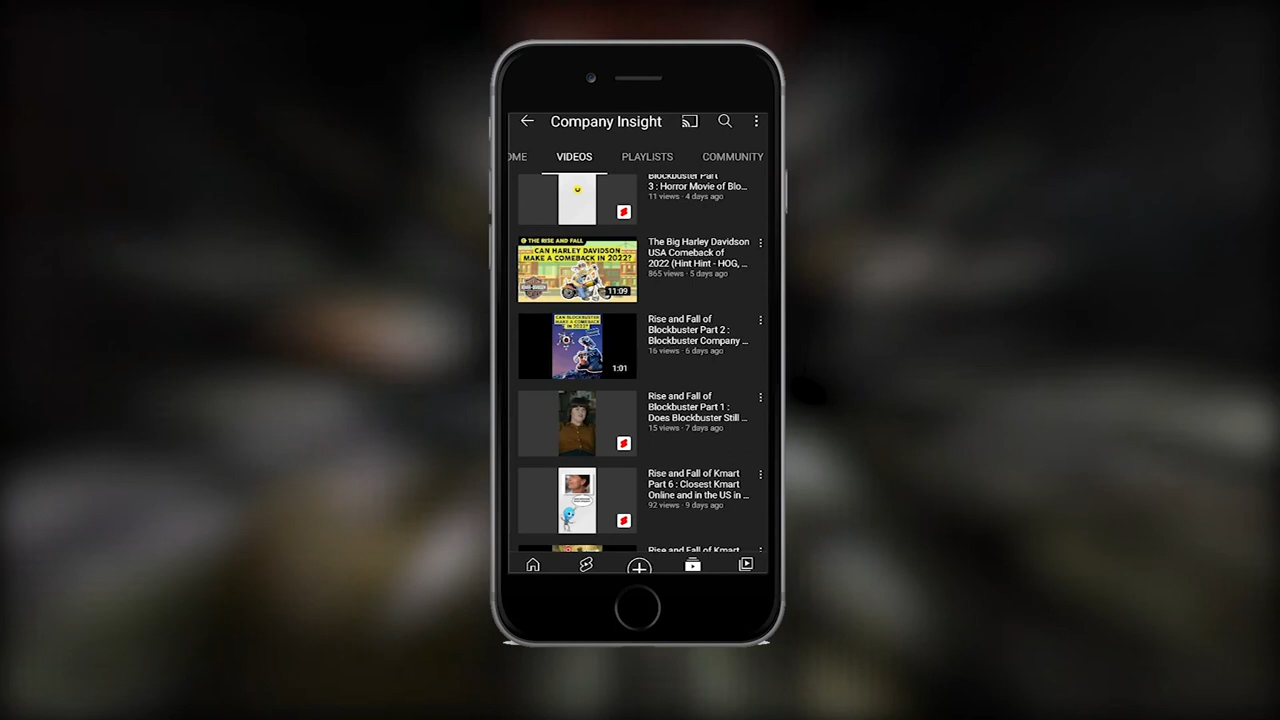 Company Insight
OME
VIDEOS
PLAYLISTS
COMMUNITY
Blockbuster Part
3 : Horror Movie of Blo...
11 views · 4 days ago
THE RISE AND FALL
CAN HARLEY DAVIDSON
MAKE A COMEBACK IN 2022?
11:09
The Big Harley Davidson
USA Comeback of
2022 (Hint Hint - HOG, ...
865 views · 5 days ago
CAN BLOCKBUSTER
MAKE A COMEBACK
IN 2022?
1:01
Rise and Fall of
Blockbuster Part 2 :
Blockbuster Company ...
16 views · 6 days ago
Rise and Fall of
Blockbuster Part 1 :
Does Blockbuster Still ...
15 views · 7 days ago
Rise and Fall of Kmart
Part 6 : Closest Kmart
Online and in the US in ...
92 views · 9 days ago
Rise and Fall of Kmart